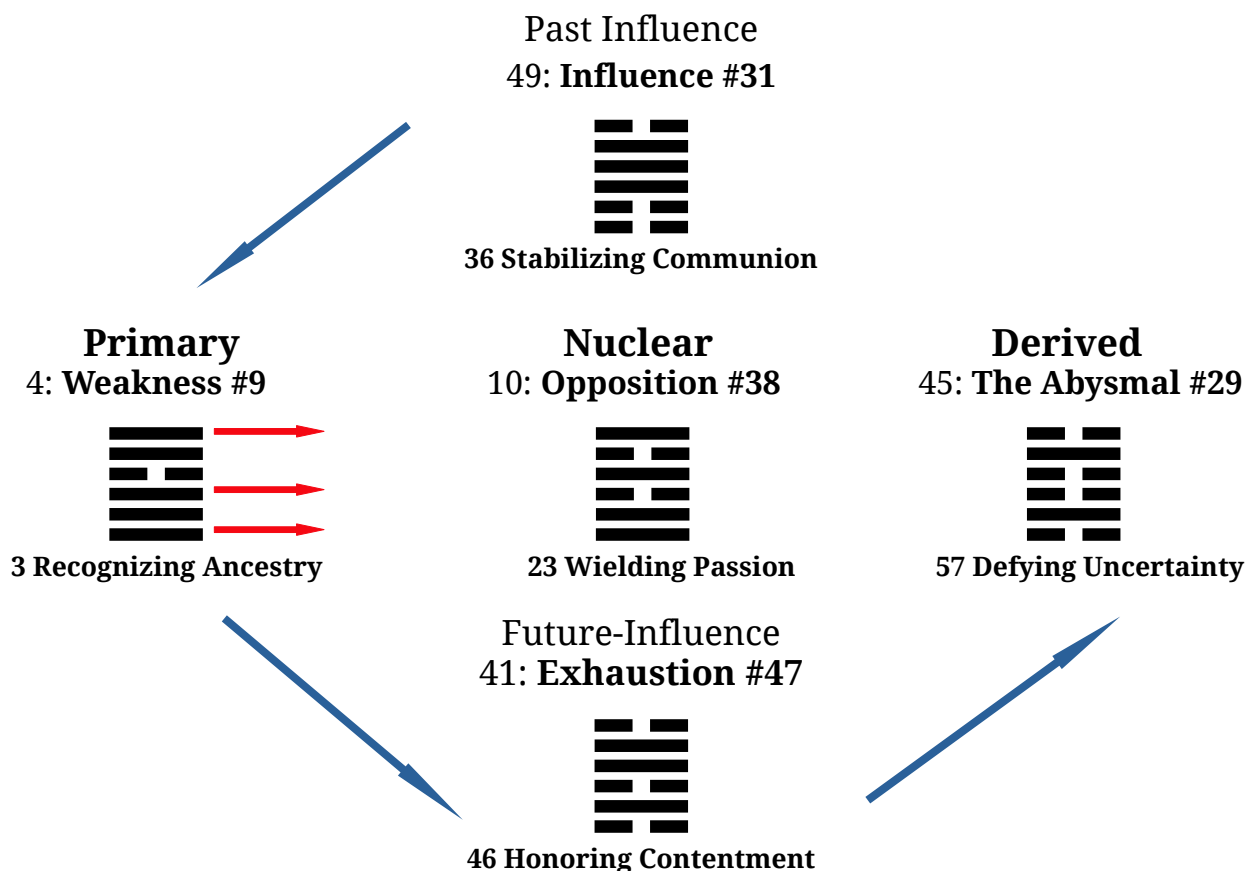 Past Influence
49: Influence #31
36 Stabilizing Communion
Primary
4: Weakness #9
3 Recognizing Ancestry
Nuclear
10: Opposition #38
23 Wielding Passion
Derived
45: The Abysmal #29
57 Defying Uncertainty
Future-Influence
41: Exhaustion #47
46 Honoring Contentment